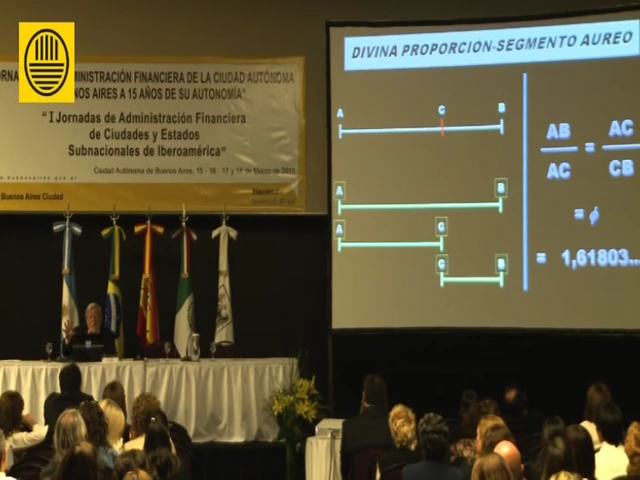 ADMINISTRACIÓN FINANCIERA DE LA CIUDAD AUTÓNOMA
AIRES A 15 AÑOS DE SU AUTONOMÍA"
"I Jornadas de Administración Financiera
de Ciudades y Estados
Subnacionales de Iberoamérica"
Ciudad Autónoma de Buenos Aires, 15 - 16 - 17 y 18 de Marzo de 2011
Buenos Aires Ciudad
DIVINA PROPORCIÓN-SEGMENTO AUREO
A C B
A B
A C
C B
AB = AC
AC CB
= ϕ
= 1,61803...